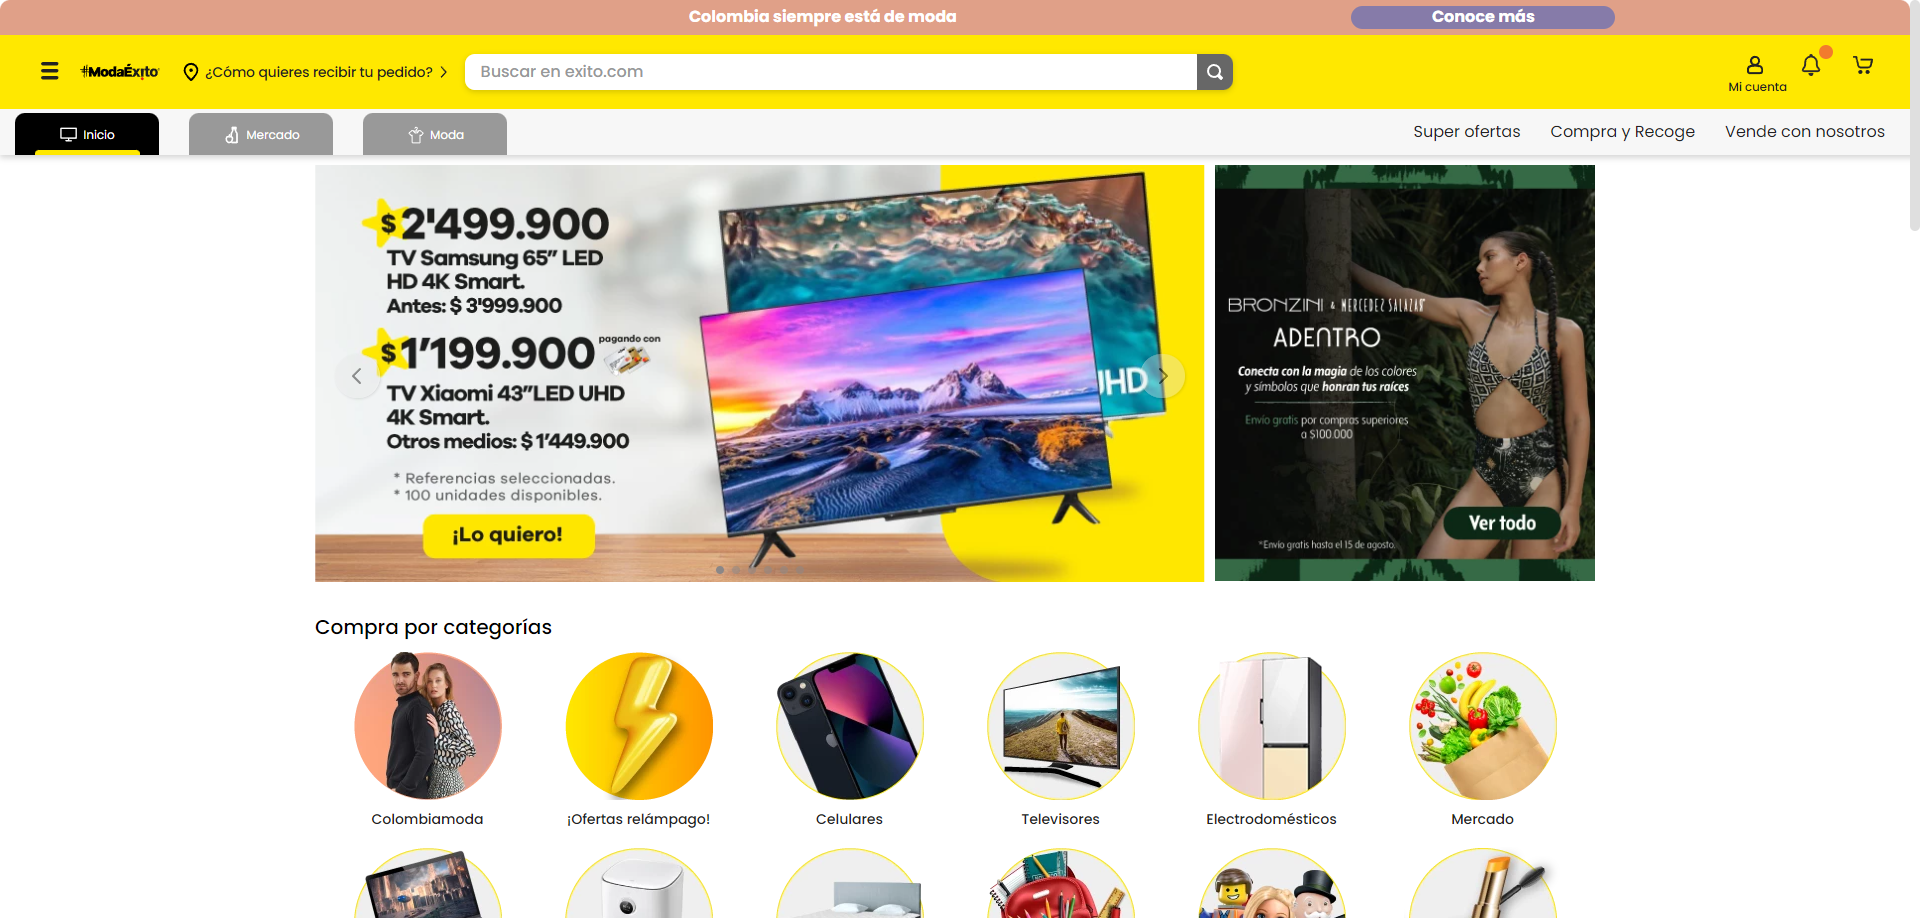 Colombia siempre está de moda
Conoce más
#ModaÉxito
¿Cómo quieres recibir tu pedido?
Buscar en exito.com
Mi cuenta
Inicio
Mercado
Moda
Super ofertas
Compra y Recoge
Vende con nosotros
$2'499.900
TV Samsung 65” LED
HD 4K Smart.
Antes: $ 3'999.900
$1’199.900
pagando con
TV Xiaomi 43”LED UHD
4K Smart.
Otros medios: $ 1’449.900
* Referencias seleccionadas.
* 100 unidades disponibles.
¡Lo quiero!
UHD
BRONZINI & MERCEDEZ SALAZAR
ADENTRO
Conecta con la magia de los colores
y símbolos que honran tus raíces
Envío gratis por compras superiores
a $100.000
Ver todo
*Envío gratis hasta el 15 de agosto.
Compra por categorías
Colombiamoda
¡Ofertas relámpago!
Celulares
Televisores
Electrodomésticos
Mercado